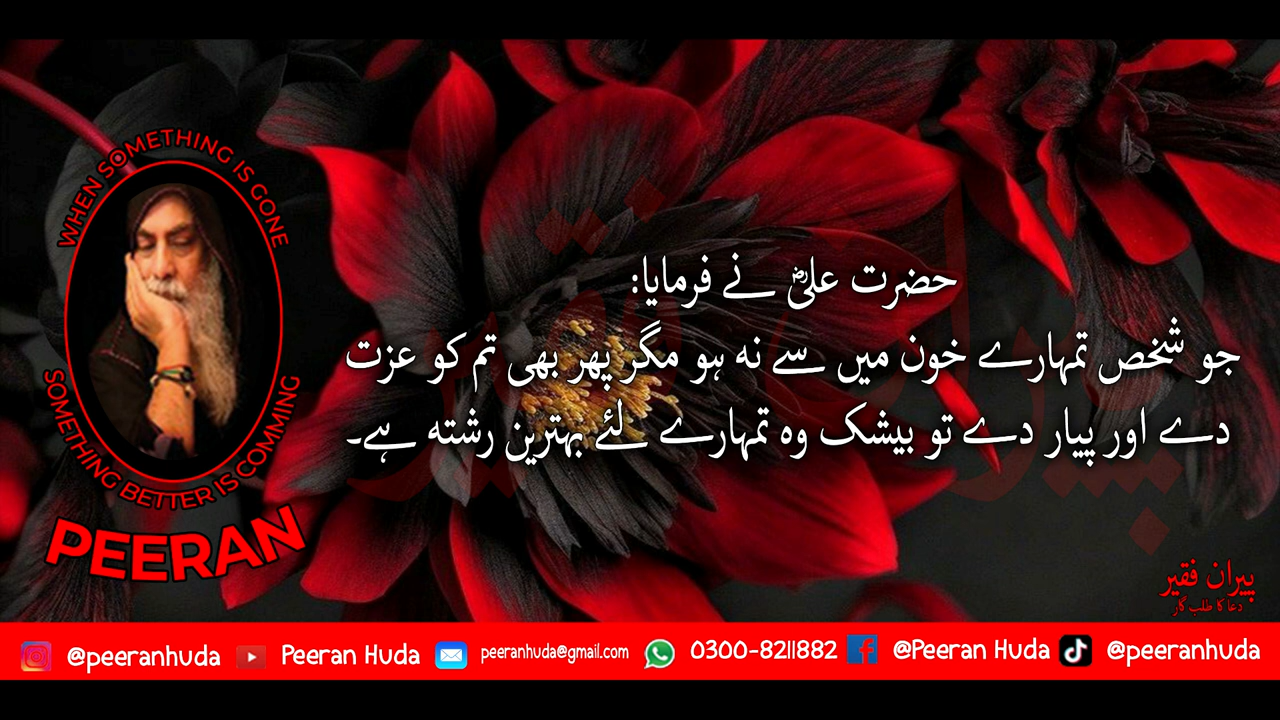 WHEN SOMETHING IS GONE
SOMETHING BETTER IS COMMING
PEERAN
حضرت علیؓ نے فرمایا:
جو شخص تمہارے خون میں سے نہ ہو مگر پھر بھی تم کو عزت
دے اور پیار دے تو بیشک وہ تمہارے لئے بہترین رشتہ ہے۔
پیران فقیر
پیران فقیر
دعا کا طلب گار
@peeranhuda Peeran Huda peeranhuda@gmail.com 0300-8211882 @Peeran Huda @peeranhuda